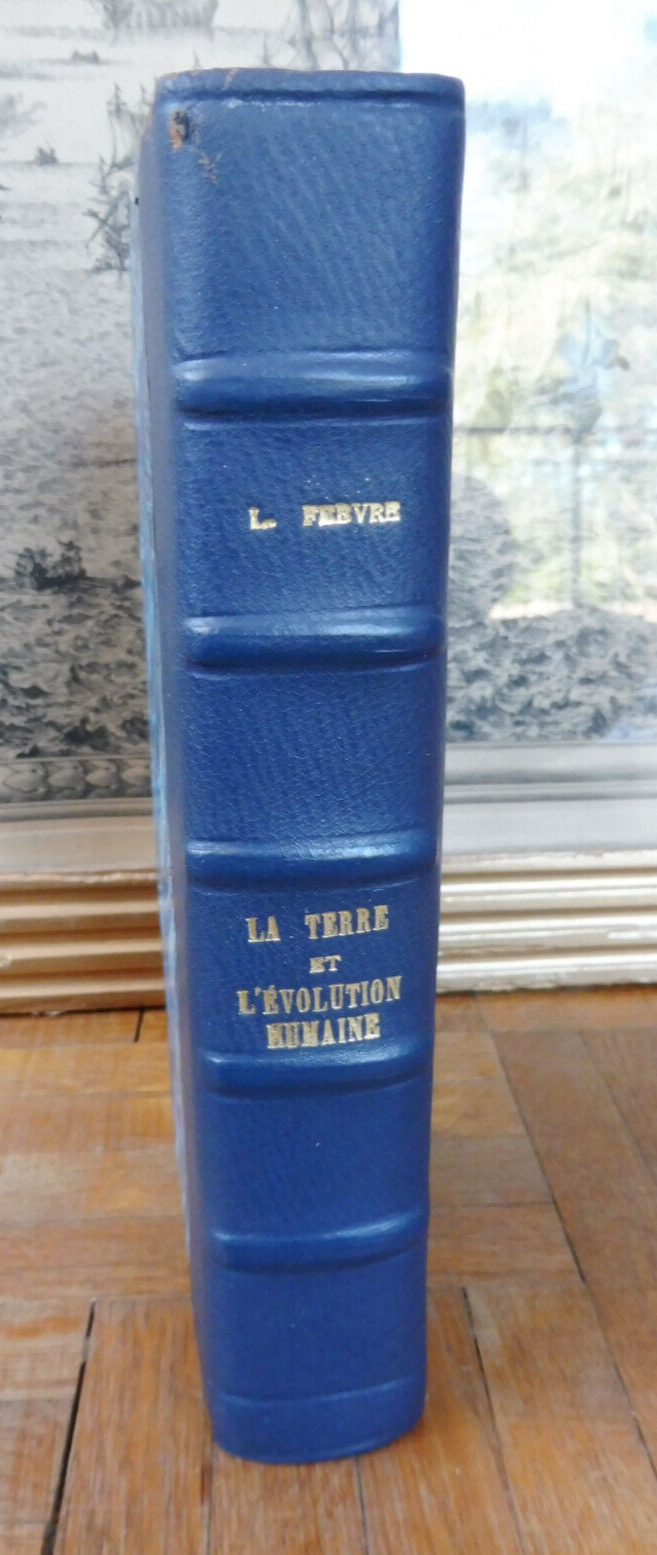 L. FEBVRE
LA TERRE
ET
L'ÉVOLUTION
HUMAINE